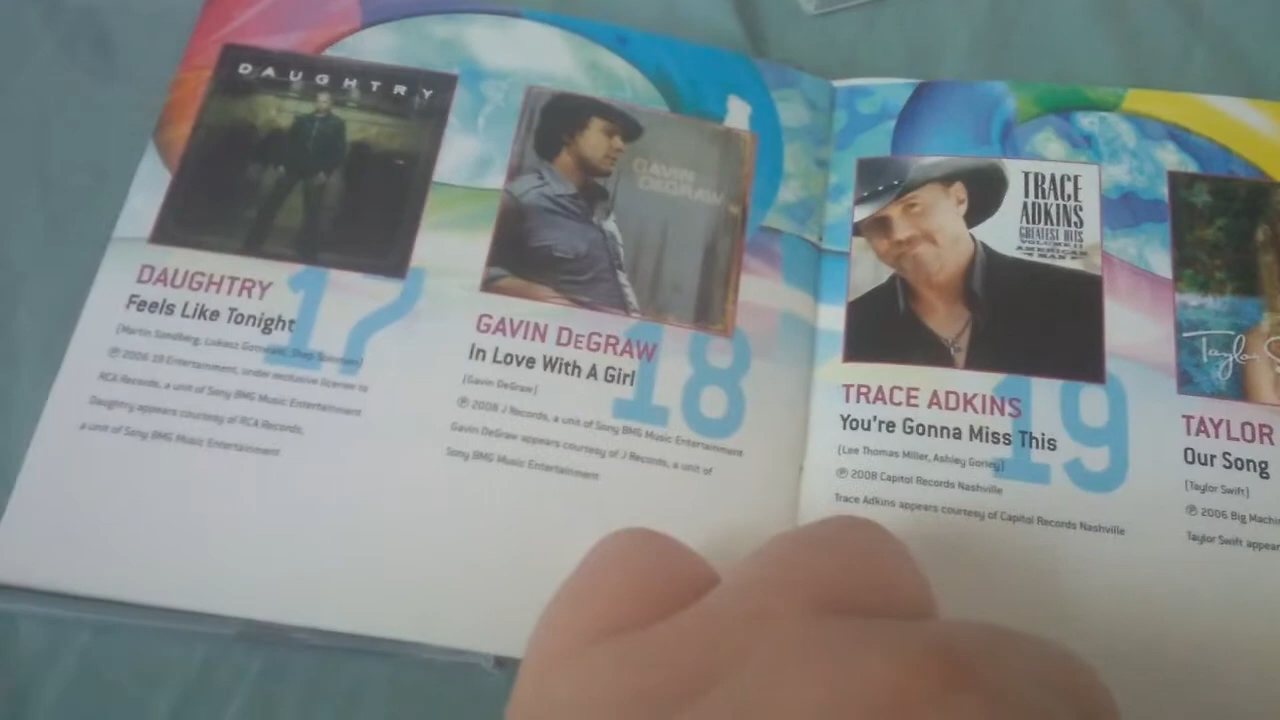 DAUGHTRY
DAUGHTRY
Feels Like Tonight
17
(Martin Sandberg, Lukasz Gottwald,
℗ 2006 19 Entertainment, under exclusive license to
RCA Records, a unit of Sony BMG Music Entertainment
Daughtry appears courtesy of RCA Records,
a unit of Sony BMG Music Entertainment
GAVIN
DEGRAW
GAVIN DEGRAW
In Love With A Girl
18
(Gavin DeGraw)
℗ 2008 J Records, a unit of Sony BMG Music Entertainment
Gavin DeGraw appears courtesy of J Records, a unit of
Sony BMG Music Entertainment
TRACE
ADKINS
GREATEST HITS
VOLUME II
AMERICAN
MAN
TRACE ADKINS
You're Gonna Miss This
19
(Lee Thomas Miller, Ashley Gorley)
℗ 2008 Capitol Records Nashville
Trace Adkins appears courtesy of Capitol Records Nashville
Taylor
TAYLOR
Our Song
(Taylor Swift)
℗ 2006 Big
Taylor Swift